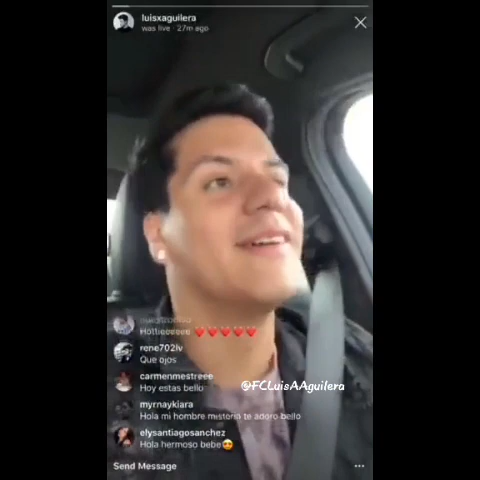 luisxaguilera
was live · 27m ago
Hottieeeeee ❤️❤️❤️❤️❤️
rene702lv
Que ojos
carmenmestreee
Hoy estas bello
@FCLuisAAguilera
myrnaykiara
Hola mi hombre misterio te adoro bello
elysantiagosanchez
Hola hermoso bebe😍
Send Message